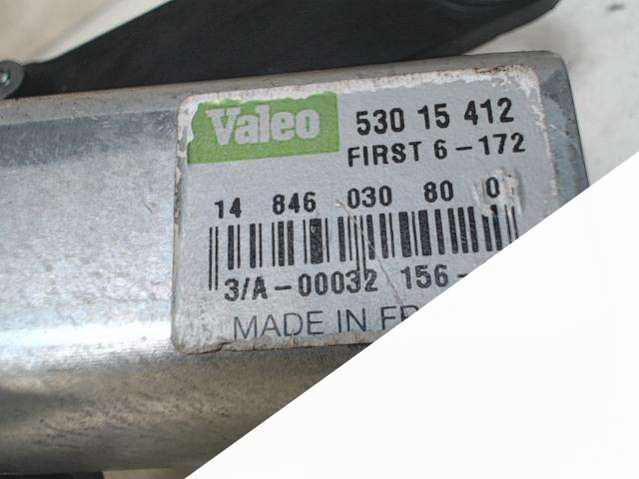 Valeo 530 15 412
FIRST 6-172
14 846 030 80 0
3/A-00032 156-
MADE IN